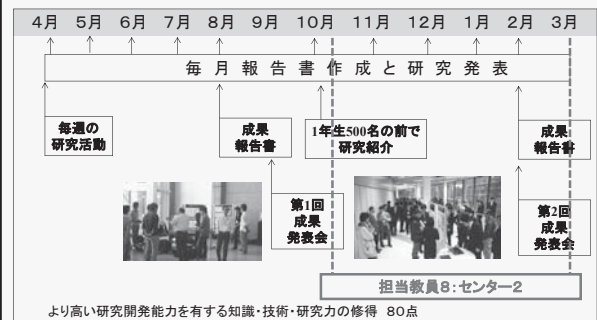 4月 5月 6月 7月 8月 9月 10月 11月 12月 1月 2月 3月
毎月報告書作成と研究発表
毎週の
研究活動
成果
報告書
1年生500名の前で
研究紹介
成果
報告書
第1回
成果
発表会
第2回
成果
発表会
担当教員8:センター2
より高い研究開発能力を有する知識・技術・研究力の修得 80点